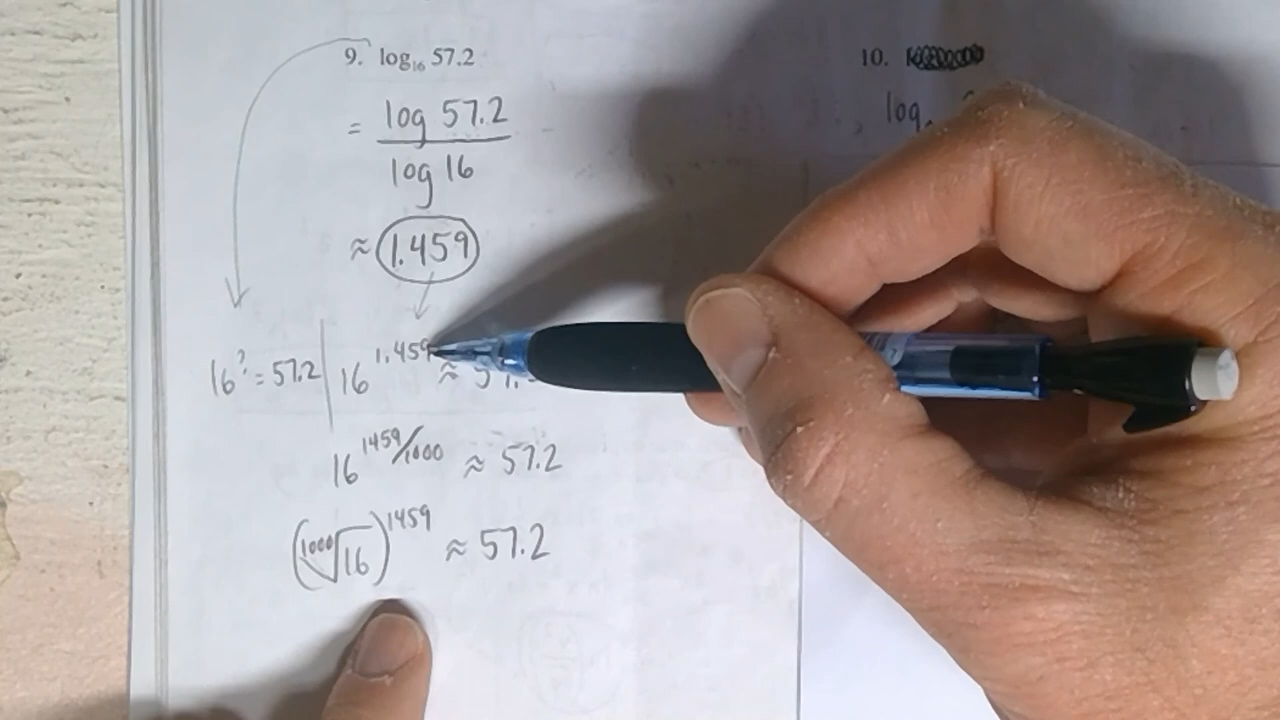 9. log₁₆ 57.2
= log 57.2 / log 16
≈ 1.459
16^? = 57.2
16^1.459 ≈
16^1459/1000 ≈ 57.2
(¹⁰⁰⁰√16)^1459 ≈ 57.2
10.
log